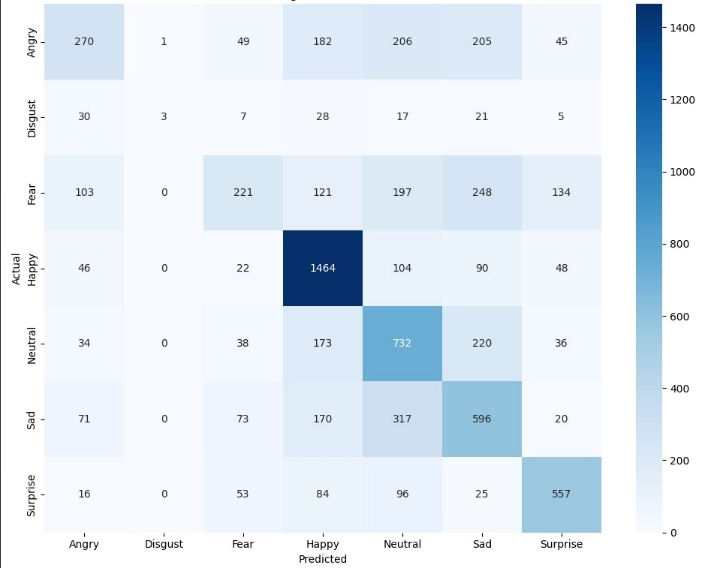 Angry 270 1 49 182 206 205 45
Disgust 30 3 7 28 17 21 5
Fear 103 0 221 121 197 248 134
Happy 46 0 22 1464 104 90 48
Neutral 34 0 38 173 732 220 36
Sad 71 0 73 170 317 596 20
Surprise 16 0 53 84 96 25 557
Angry Disgust Fear Happy Neutral Sad Surprise
Predicted
Actual
1400
1200
1000
800
600
400
200
0